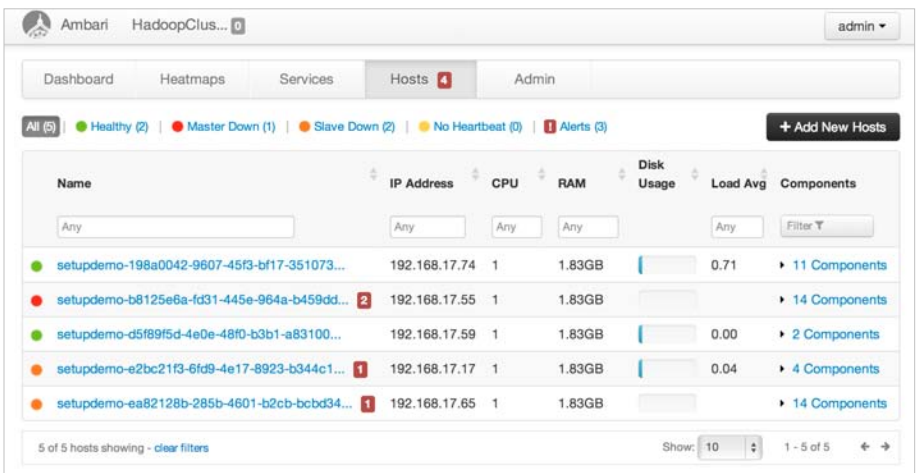 Ambari HadoopClus... 0 admin
Dashboard Heatmaps Services Hosts 4 Admin
All (5) | Healthy (2) | Master Down (1) | Slave Down (2) | No Heartbeat (0) | ! Alerts (3) + Add New Hosts
Name IP Address CPU RAM Disk Usage Load Avg Components
Any Any Any Any Any Filter
setupdemo-198a0042-9607-45f3-bf17-351073... 192.168.17.74 1 1.83GB 0.71 11 Components
setupdemo-b8125e6a-fd31-445e-964a-b459dd... 2 192.168.17.55 1 1.83GB 14 Components
setupdemo-d5f89f5d-4e0e-48f0-b3b1-a83100... 192.168.17.59 1 1.83GB 0.00 2 Components
setupdemo-e2bc21f3-6fd9-4e17-8923-b344c1... 1 192.168.17.17 1 1.83GB 0.04 4 Components
setupdemo-ea82128b-285b-4601-b2cb-bcbd34... 1 192.168.17.65 1 1.83GB 14 Components
5 of 5 hosts showing - clear filters Show: 10 1 - 5 of 5